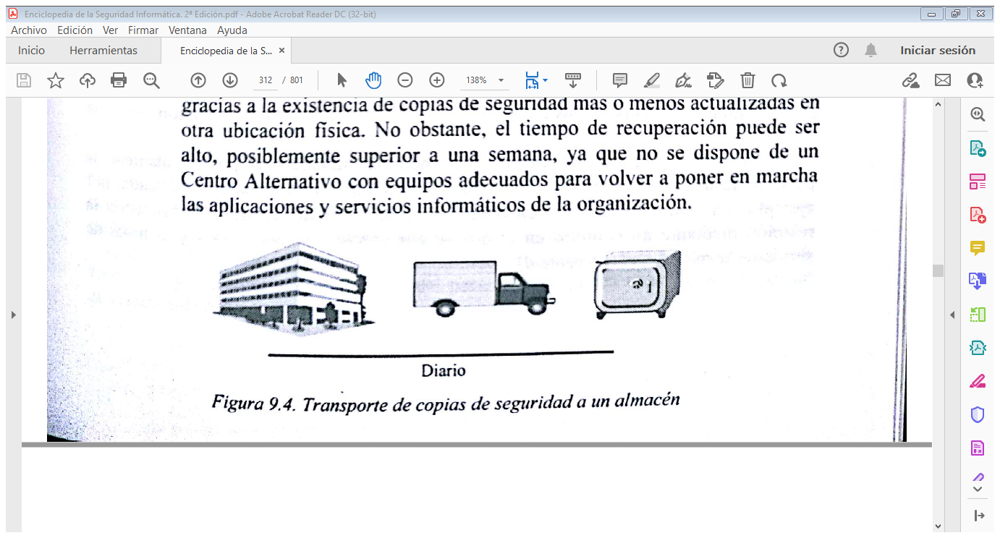 Enciclopedia de la Seguridad Informática. 2ª Edición.pdf - Adobe Acrobat Reader DC (32-bit)
Archivo Edición Ver Firmar Ventana Ayuda
Inicio Herramientas Enciclopedia de la S... × Iniciar sesión
312 / 801 138%
gracias a la existencia de copias de seguridad más o menos actualizadas en
otra ubicación física. No obstante, el tiempo de recuperación puede ser
alto, posiblemente superior a una semana, ya que no se dispone de un
Centro Alternativo con equipos adecuados para volver a poner en marcha
las aplicaciones y servicios informáticos de la organización.
Diario
Figura 9.4. Transporte de copias de seguridad a un almacén